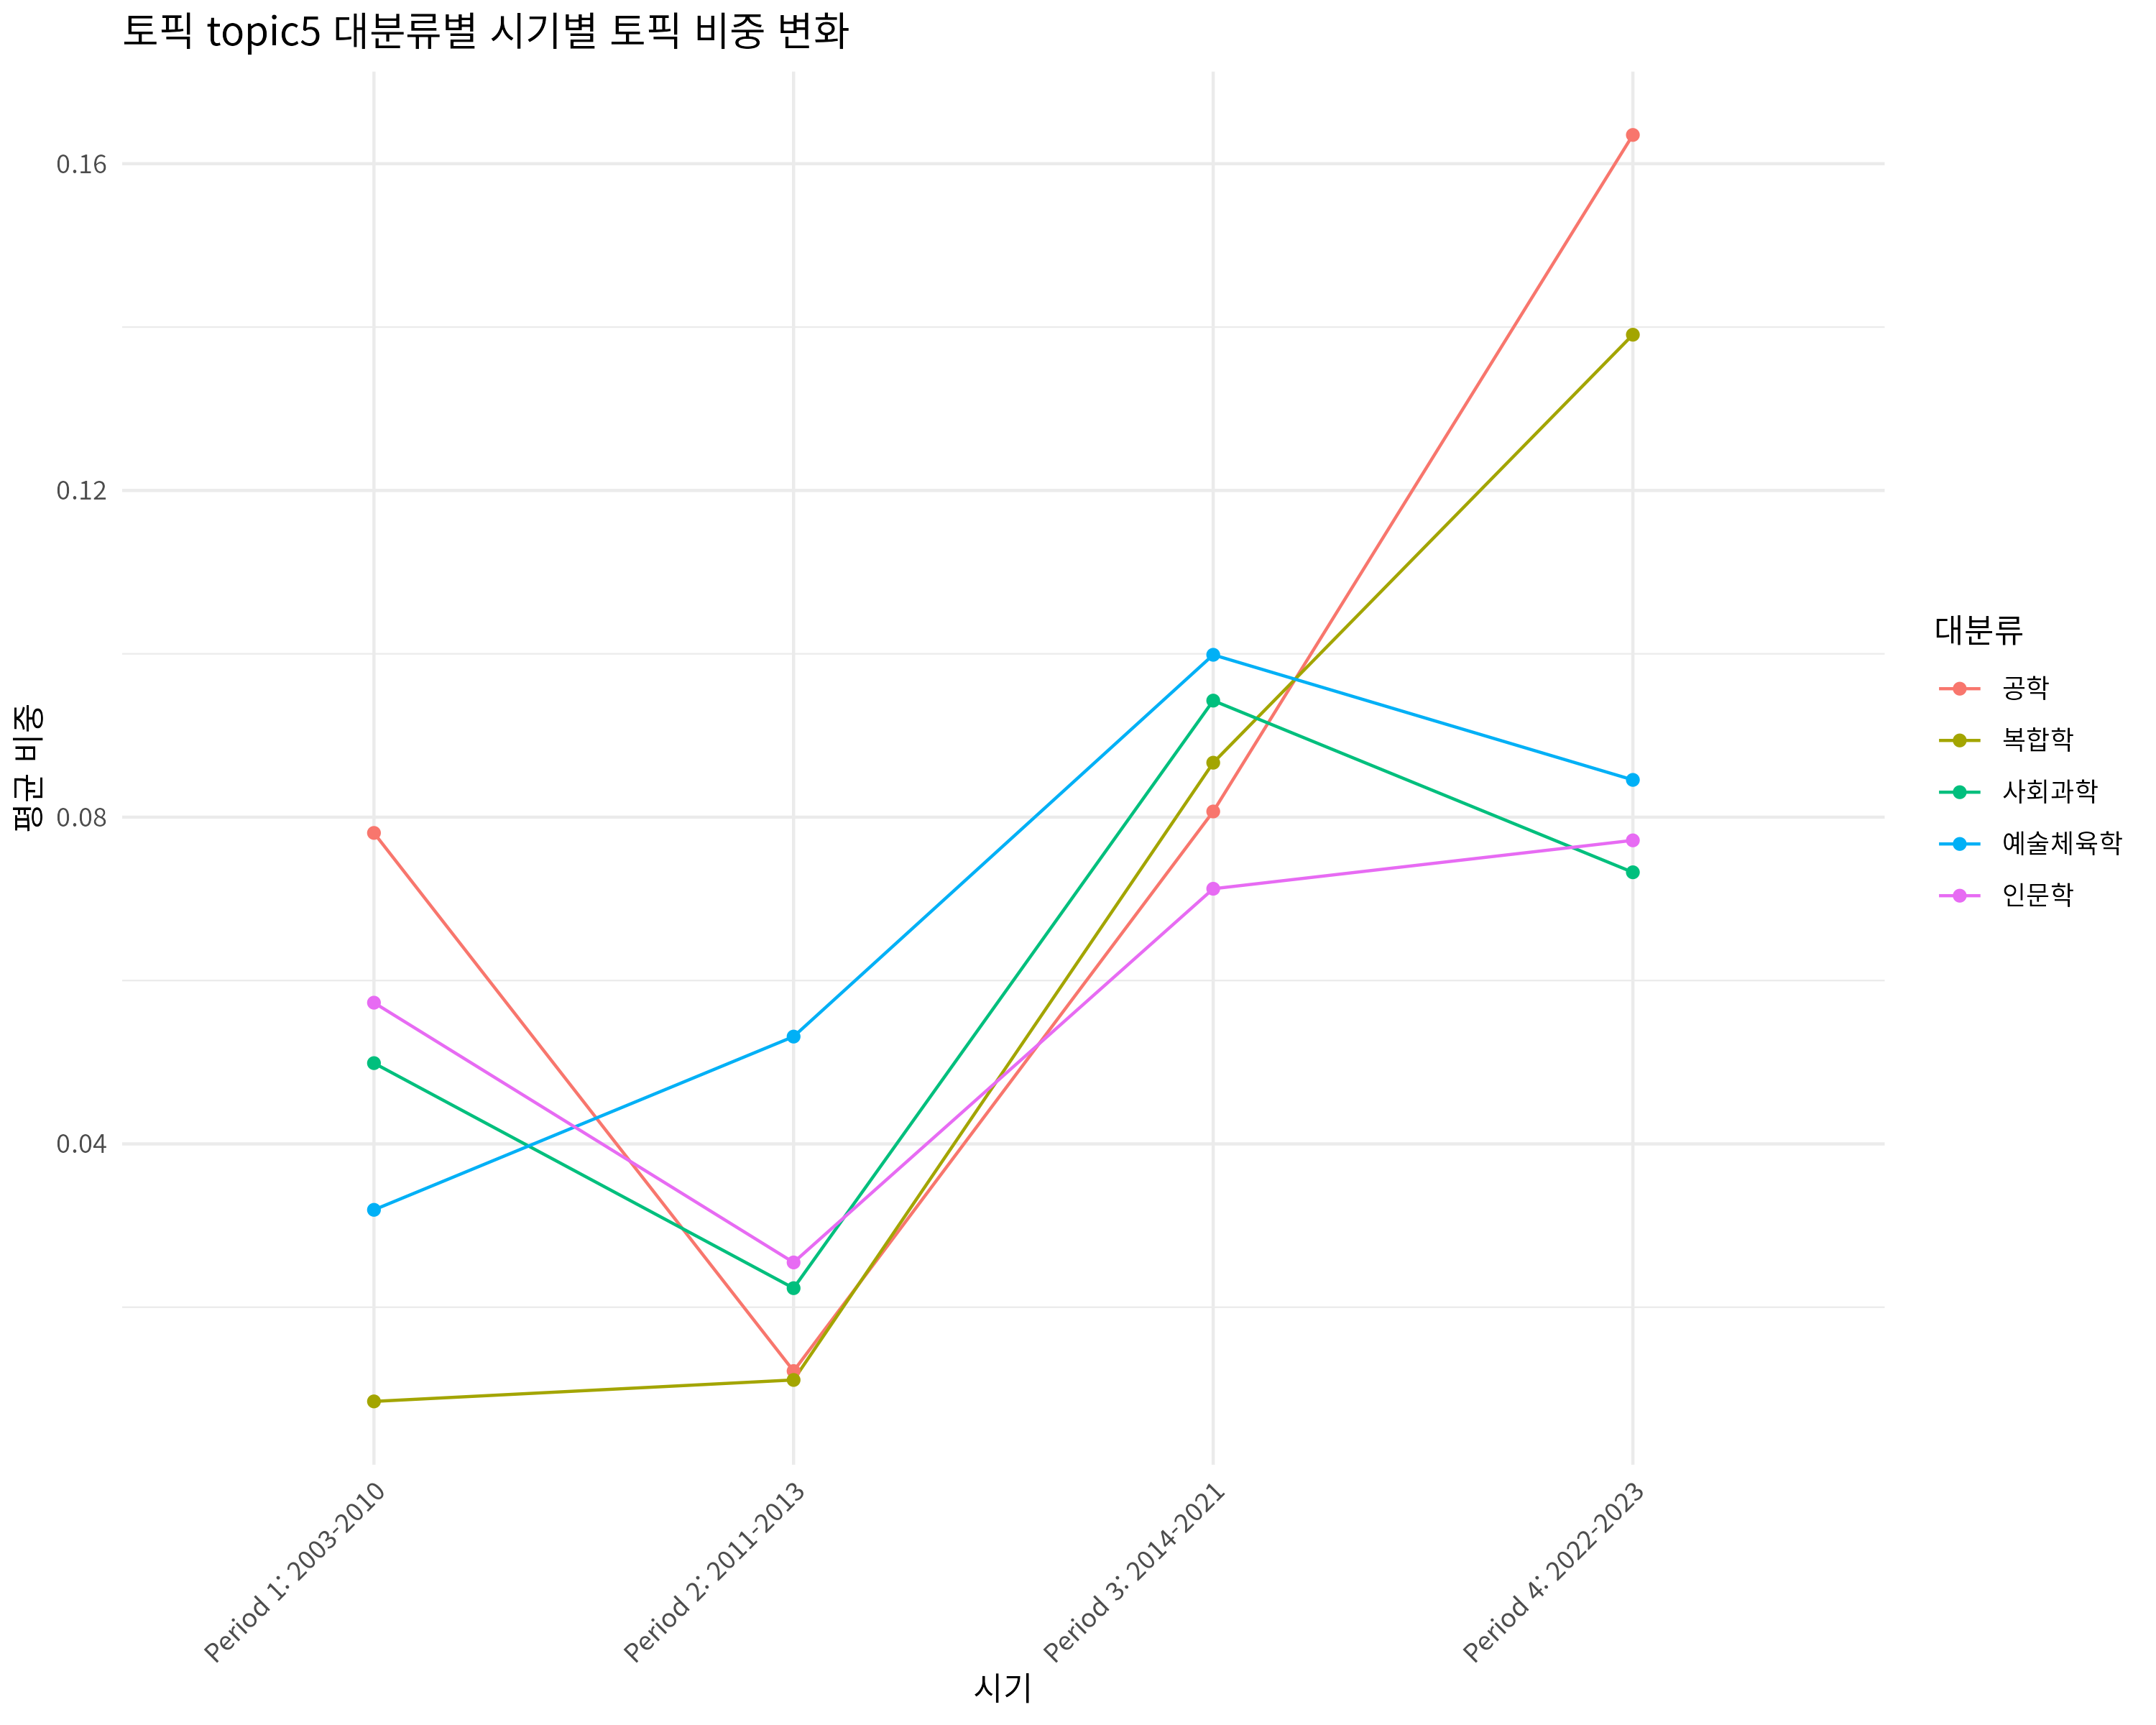 토픽 topic5 대분류별 시기별 토픽 비중 변화
평균 비중
0.16
0.12
0.08
0.04
Period 1: 2003-2010
Period 2: 2011-2013
Period 3: 2014-2021
Period 4: 2022-2023
시기
대분류
공학
복합학
사회과학
예술체육학
인문학